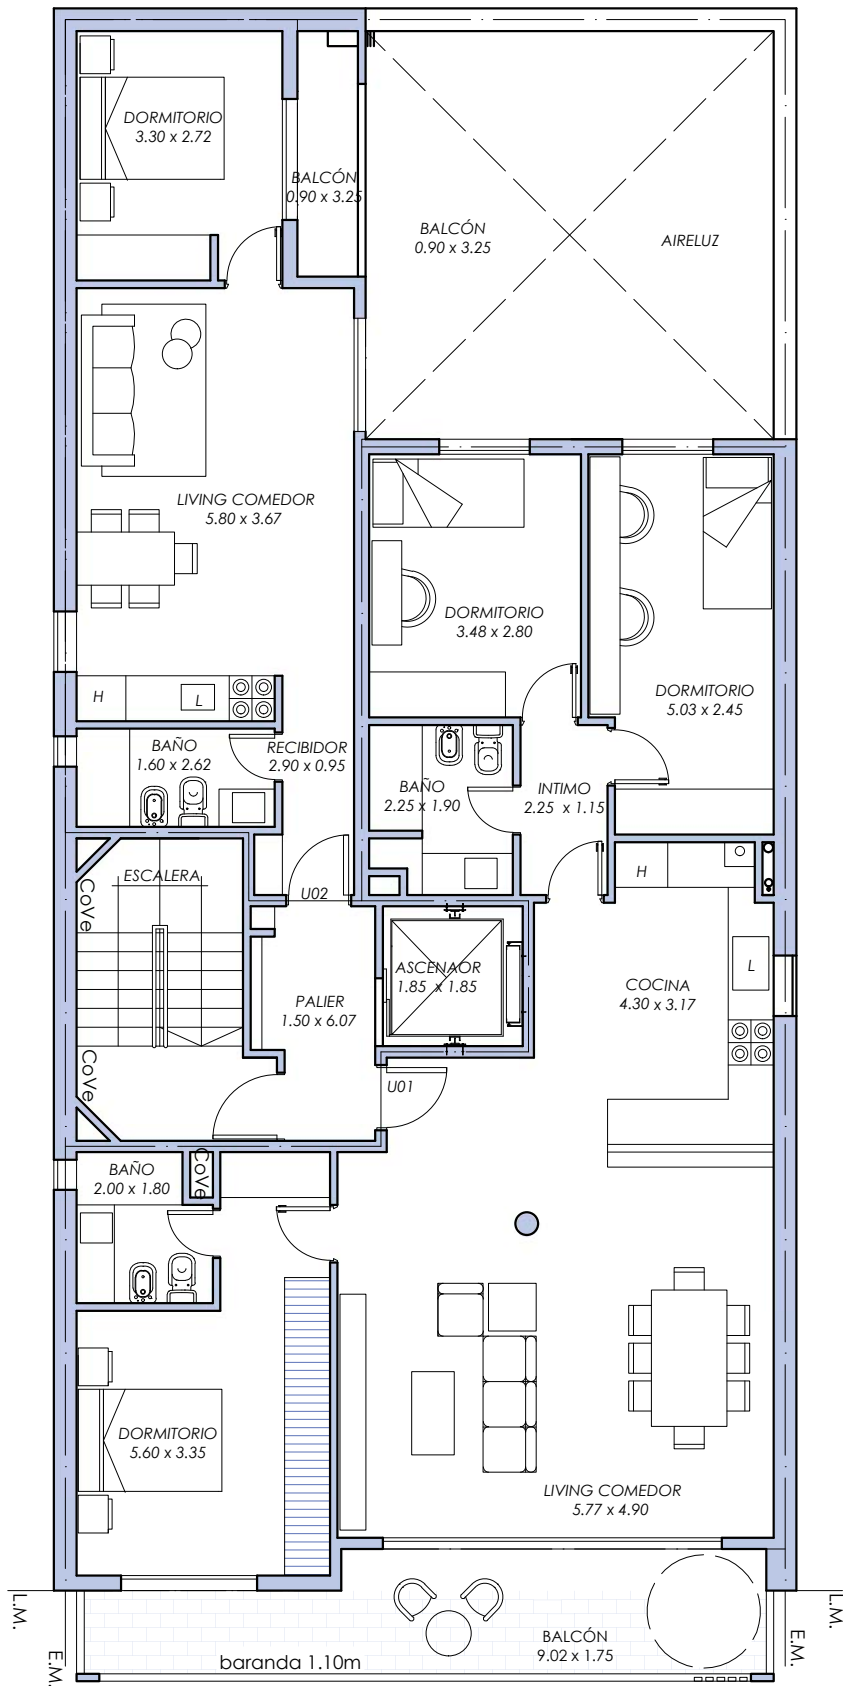 DORMITORIO
3.30 x 2.72
BALCÓN
0.90 x 3.25
BALCÓN
0.90 x 3.25
AIRELUZ
LIVING COMEDOR
5.80 x 3.67
DORMITORIO
3.48 x 2.80
DORMITORIO
5.03 x 2.45
H
L
BAÑO
1.60 x 2.62
RECIBIDOR
2.90 x 0.95
BAÑO
2.25 x 1.90
INTIMO
2.25 x 1.15
ESCALERA
CoVe
U02
H
L
ASCENAOR
1.85 x 1.85
COCINA
4.30 x 3.17
PALIER
1.50 x 6.07
CoVe
U01
BAÑO
2.00 x 1.80
CoVe
DORMITORIO
5.60 x 3.35
LIVING COMEDOR
5.77 x 4.90
L.M.
L.M.
E.M.
E.M.
BALCÓN
9.02 x 1.75
baranda 1.10m